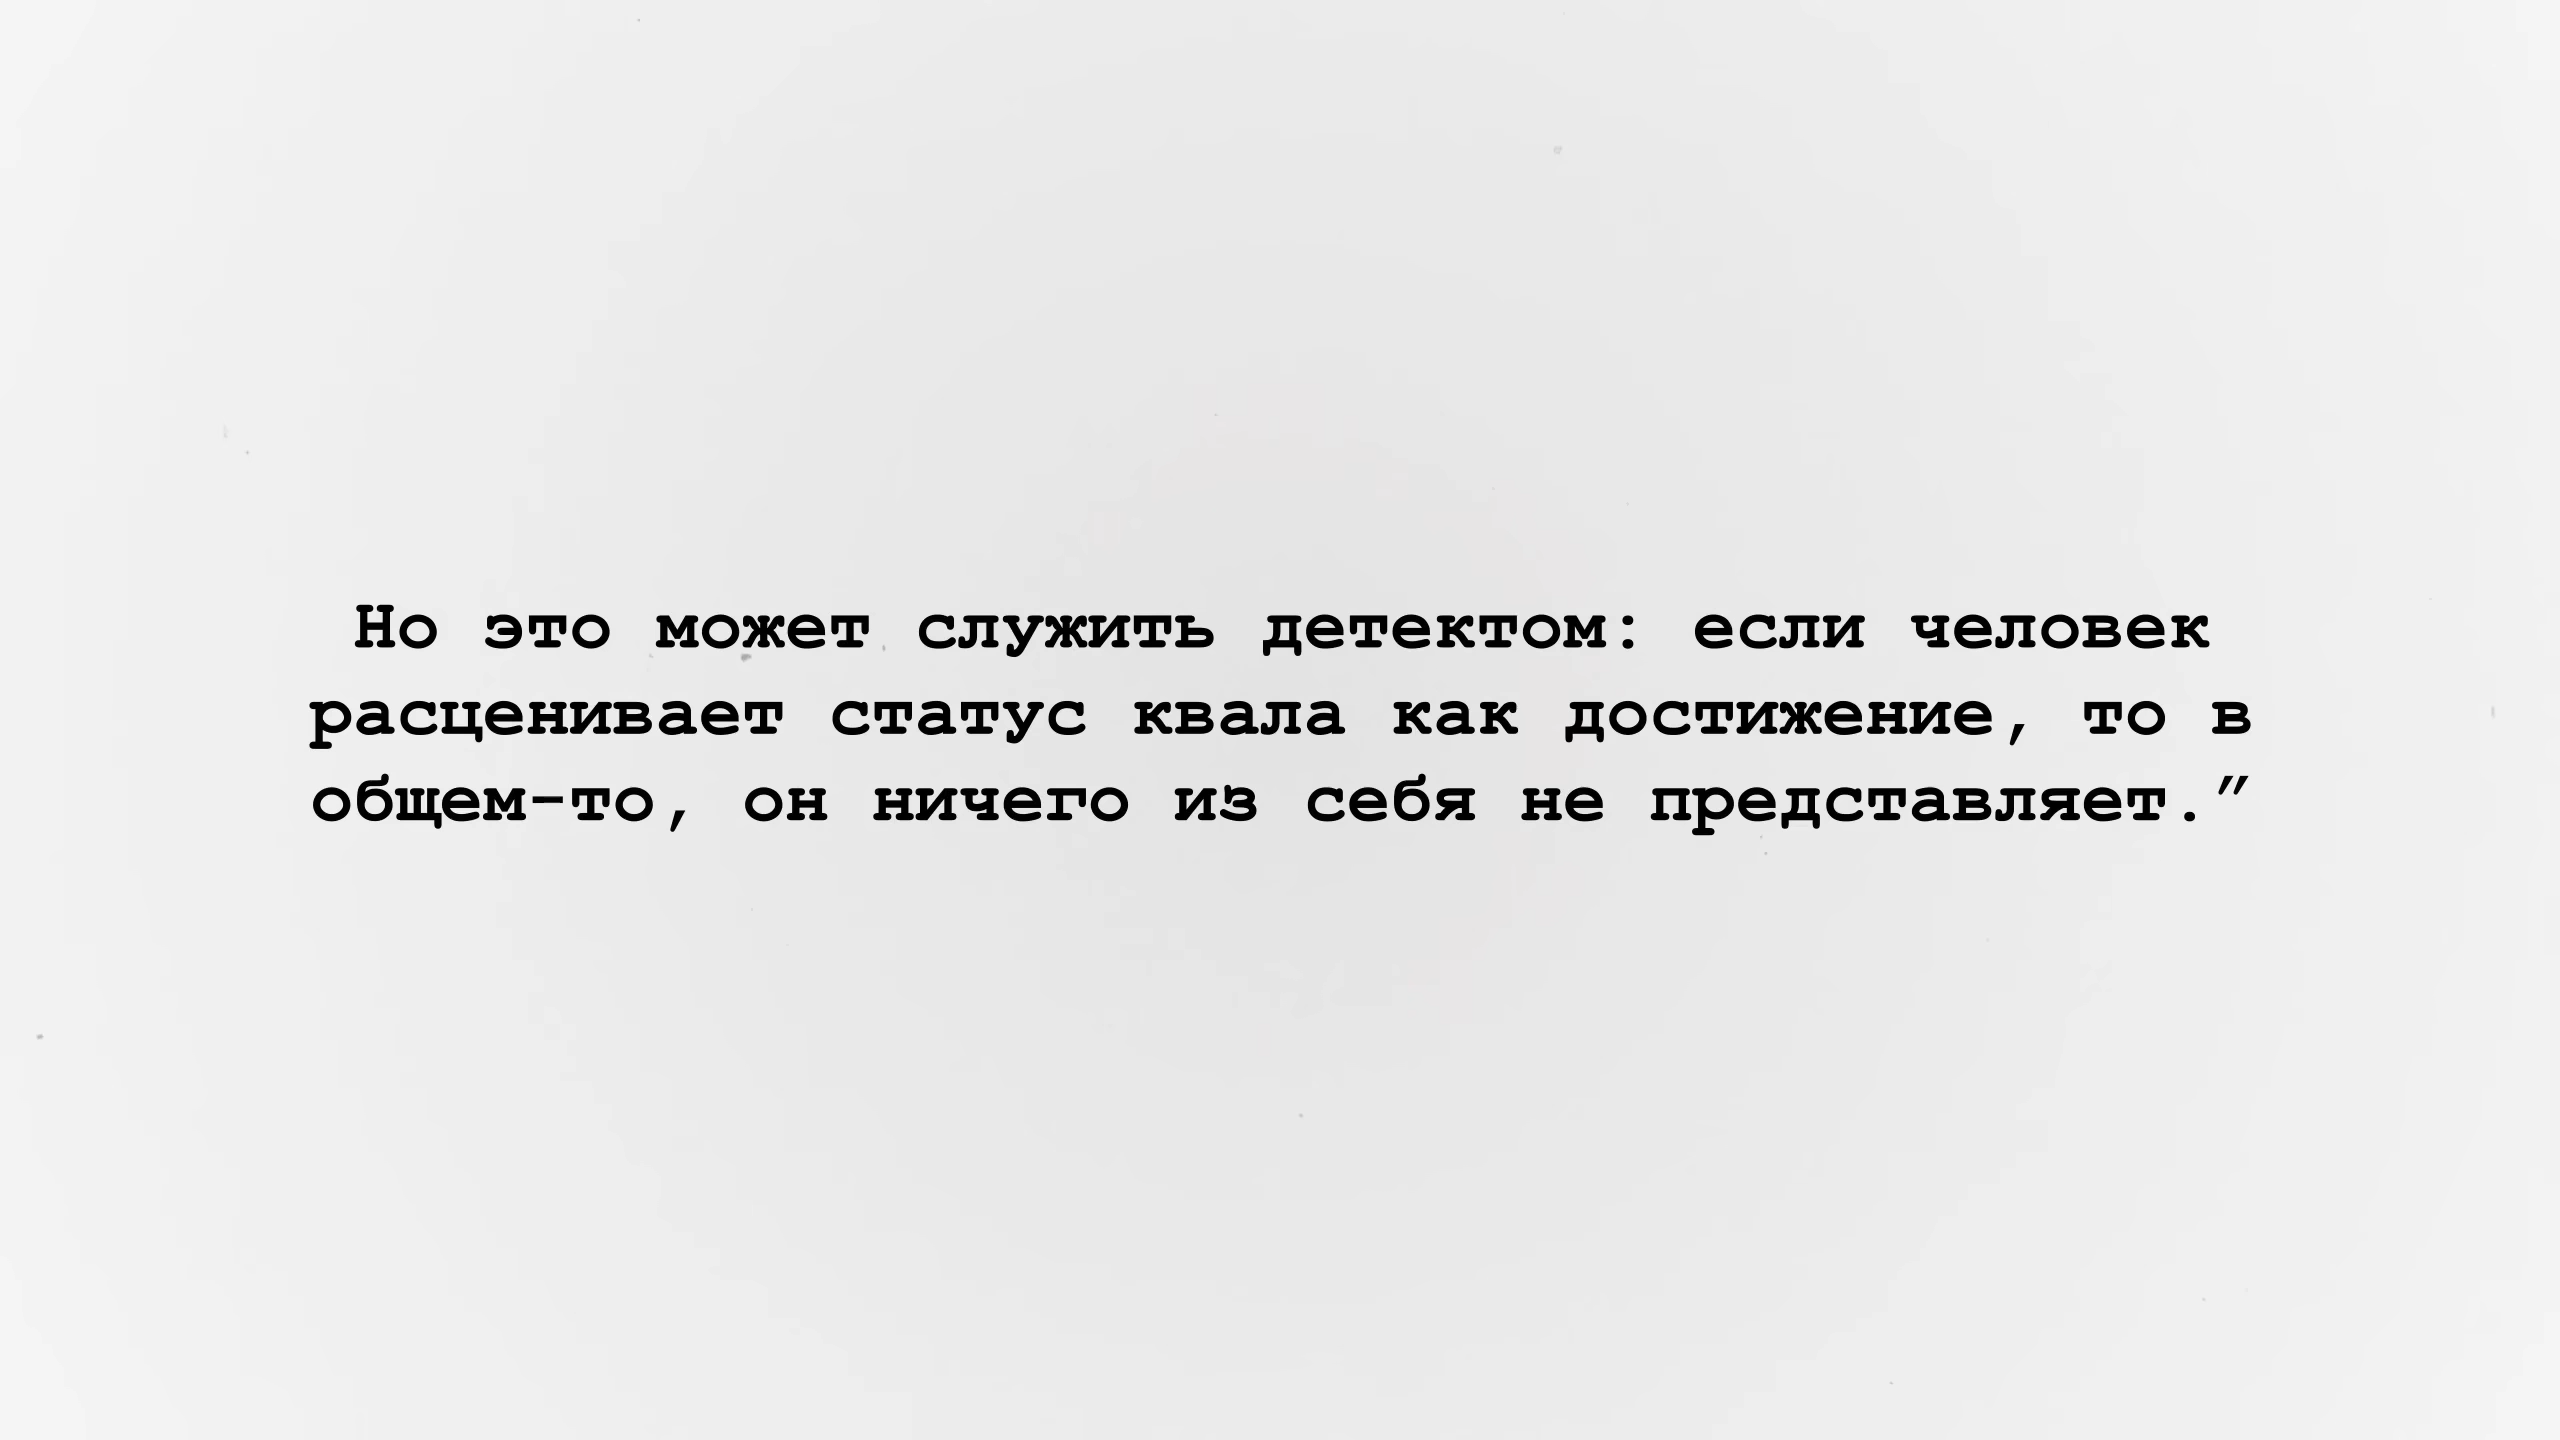 Но это может служить детектом: если человек
расценивает статус квала как достижение, то в
общем-то, он ничего из себя не представляет.”